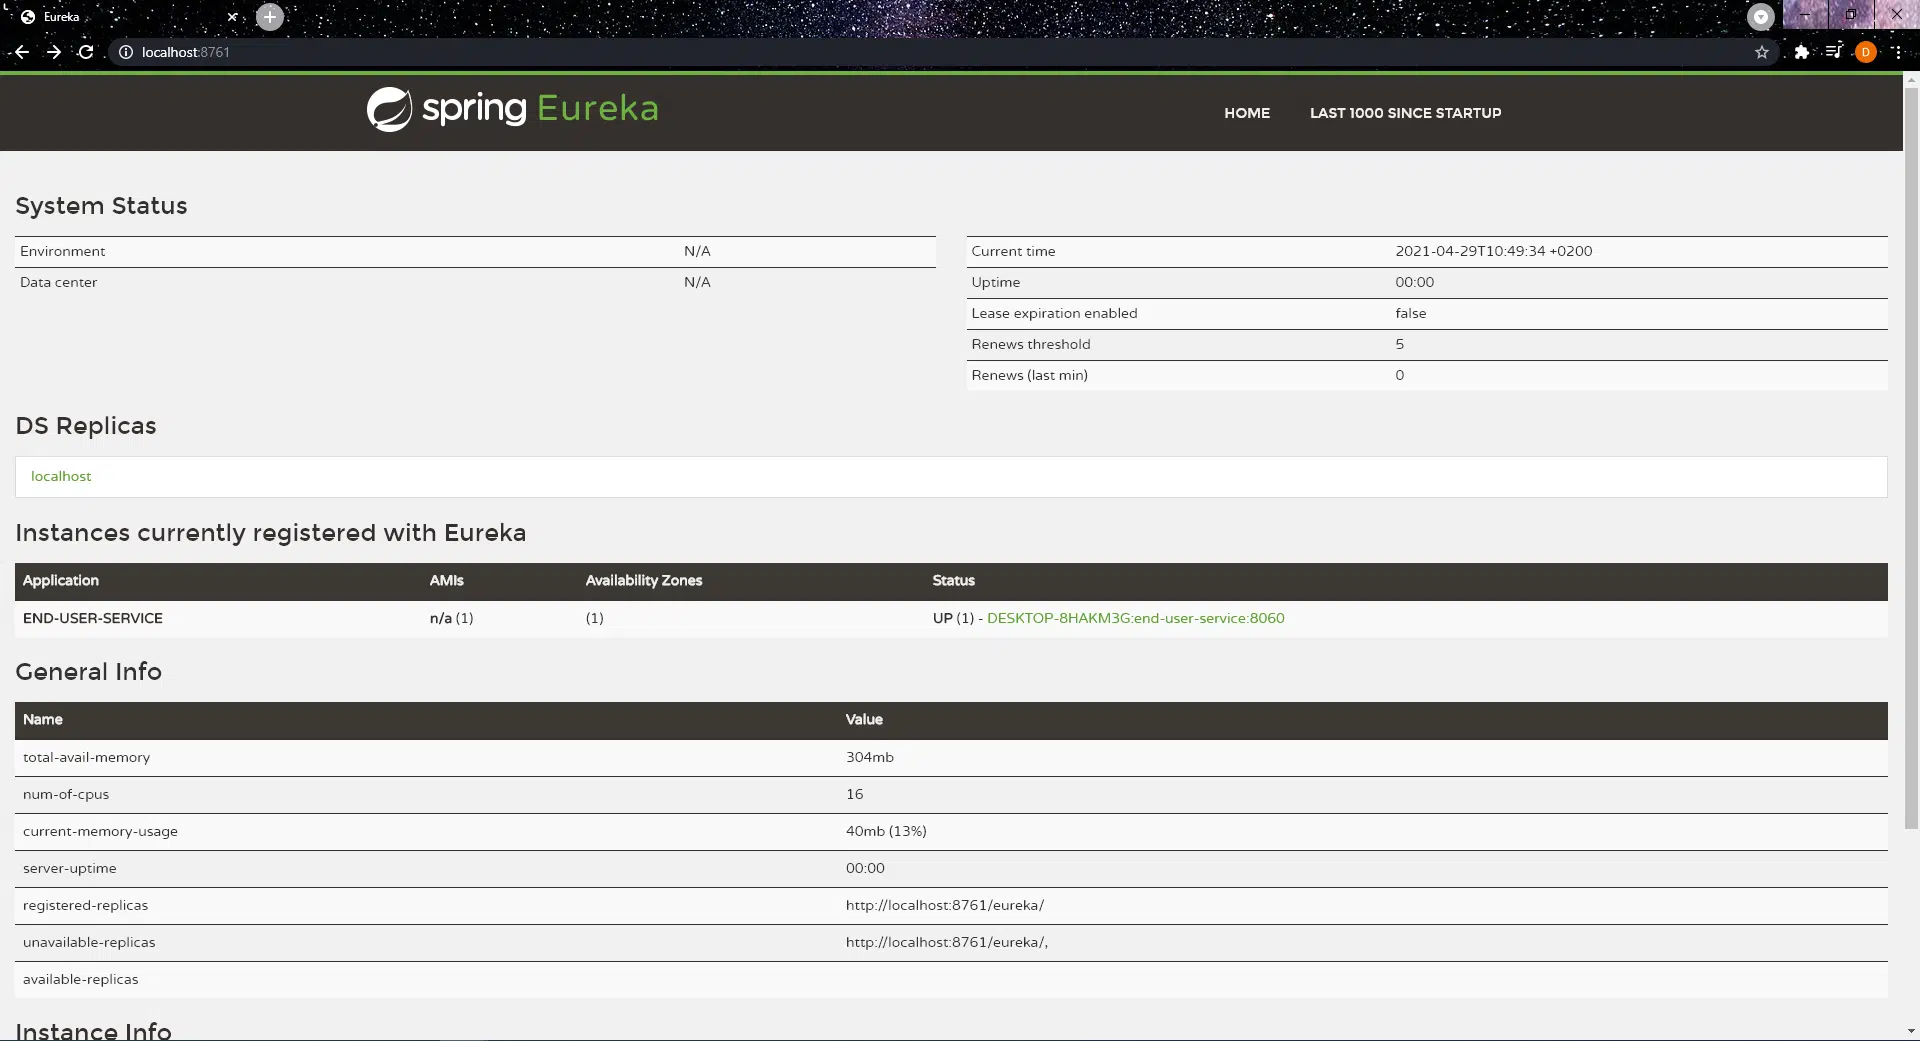 Eureka
localhost:8761
D
spring Eureka
HOME LAST 1000 SINCE STARTUP
System Status
Environment N/A
Data center N/A
Current time 2021-04-29T10:49:34 +0200
Uptime 00:00
Lease expiration enabled false
Renews threshold 5
Renews (last min) 0
DS Replicas
localhost
Instances currently registered with Eureka
Application AMIs Availability Zones Status
END-USER-SERVICE n/a (1) (1) UP (1) - DESKTOP-8HAKM3G:end-user-service:8060
General Info
Name Value
total-avail-memory 304mb
num-of-cpus 16
current-memory-usage 40mb (13%)
server-uptime 00:00
registered-replicas http://localhost:8761/eureka/
unavailable-replicas http://localhost:8761/eureka/,
available-replicas
Instance Info